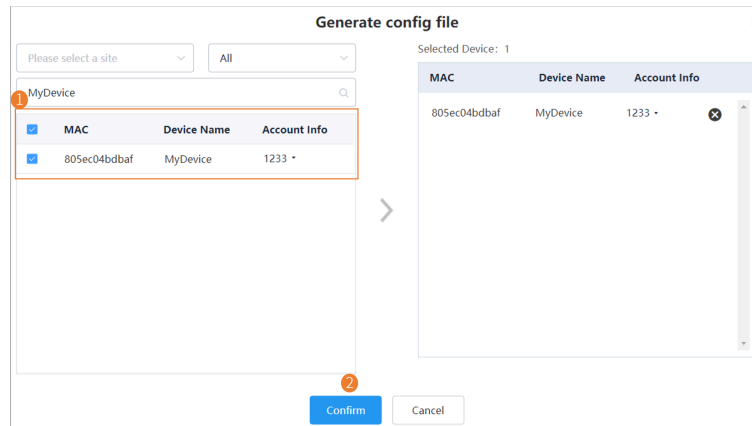 Generate config file
Please select a site
All
MyDevice
1
MAC Device Name Account Info
805ec04bdbaf MyDevice 1233
Selected Device: 1
MAC Device Name Account Info
805ec04bdbaf MyDevice 1233
2
Confirm
Cancel